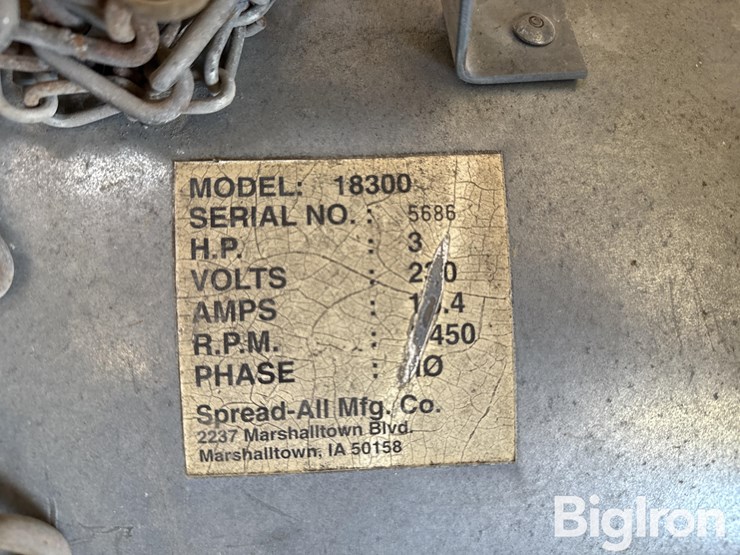 MODEL: 18300
SERIAL NO. : 5686
H.P. : 3
VOLTS :
AMPS :
R.P.M. :
PHASE :
Spread-All Mfg. Co.
2237 Marshalltown Blvd.
Marshalltown, IA 50158
BigIron